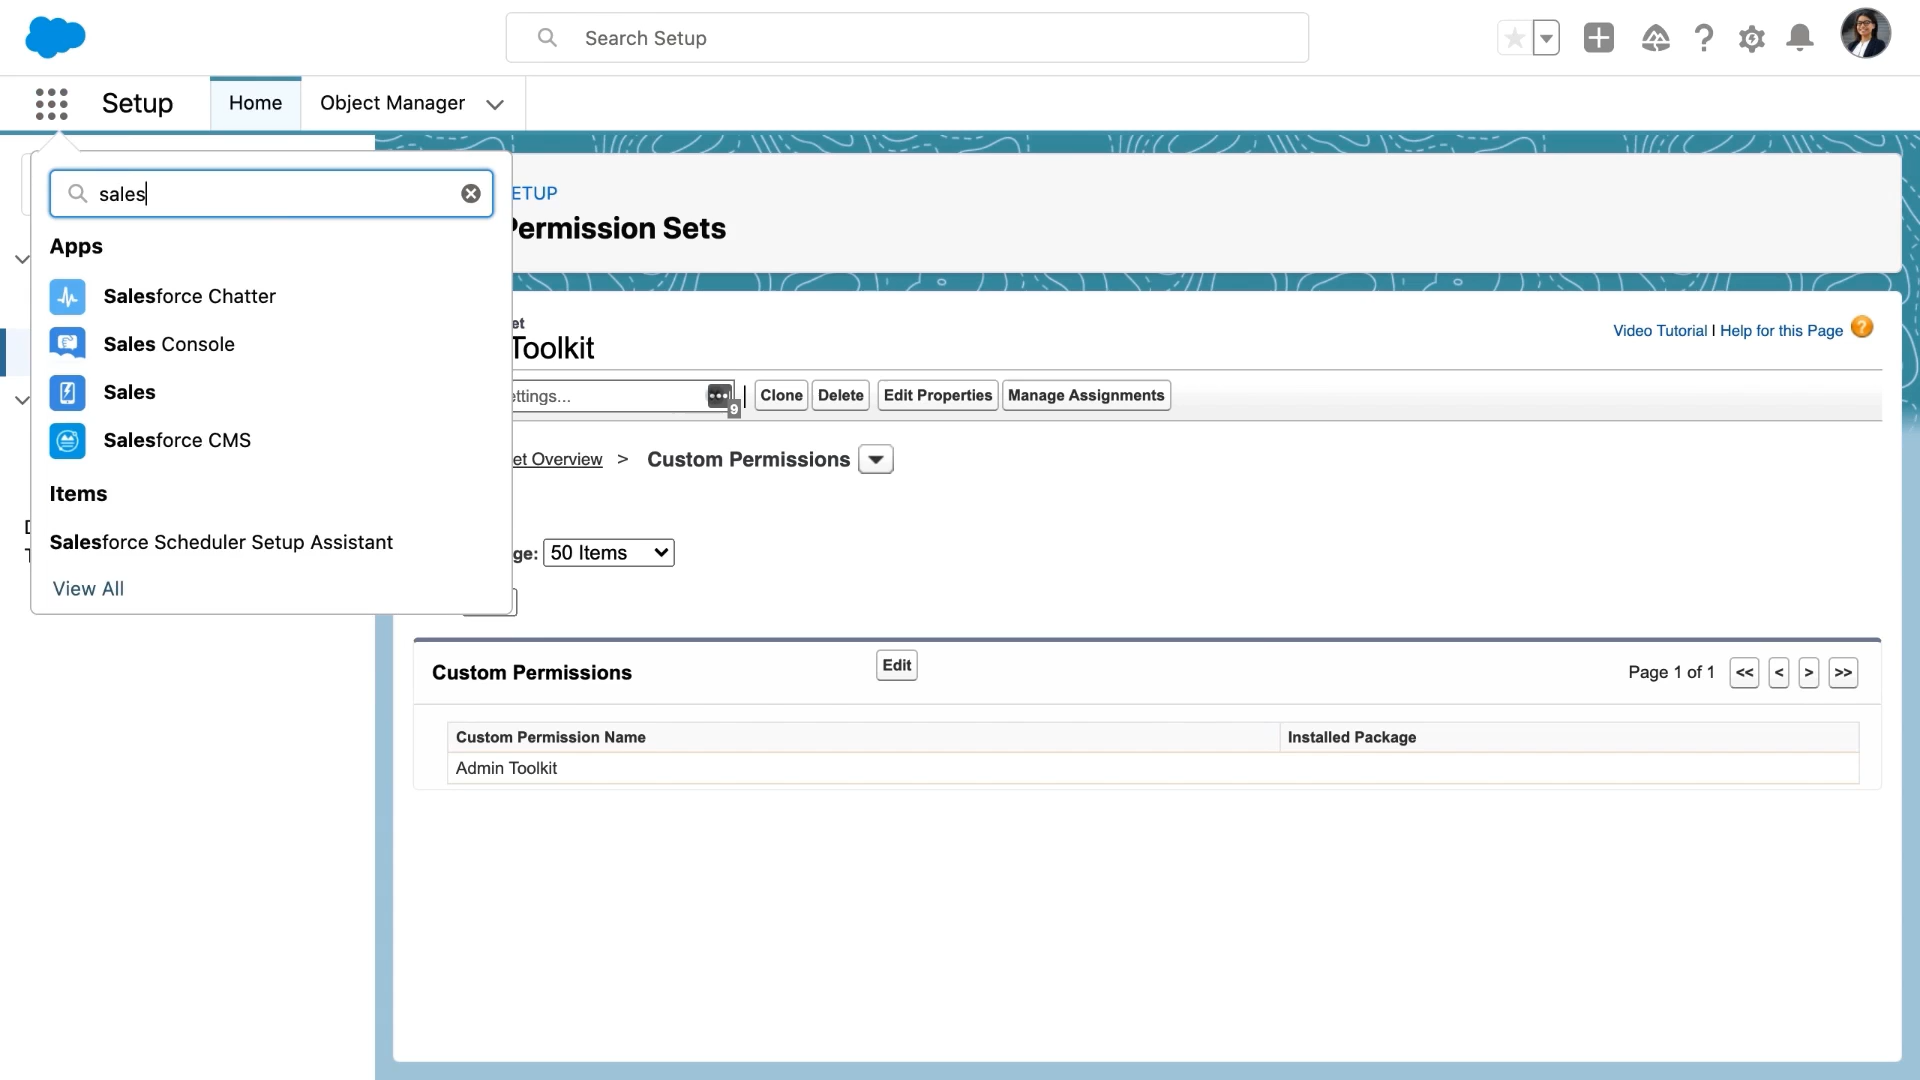 Search Setup
Setup
Home
Object Manager
sales
Apps
Salesforce Chatter
Sales Console
Sales
Salesforce CMS
Items
Salesforce Scheduler Setup Assistant
View All
ETUP
Permission Sets
et
Toolkit
Video Tutorial | Help for this Page
?
ettings...
9
Clone
Delete
Edit Properties
Manage Assignments
et Overview > Custom Permissions
ge: 50 Items
Custom Permissions
Edit
Page 1 of 1 << < > >>
Custom Permission Name
Installed Package
Admin Toolkit